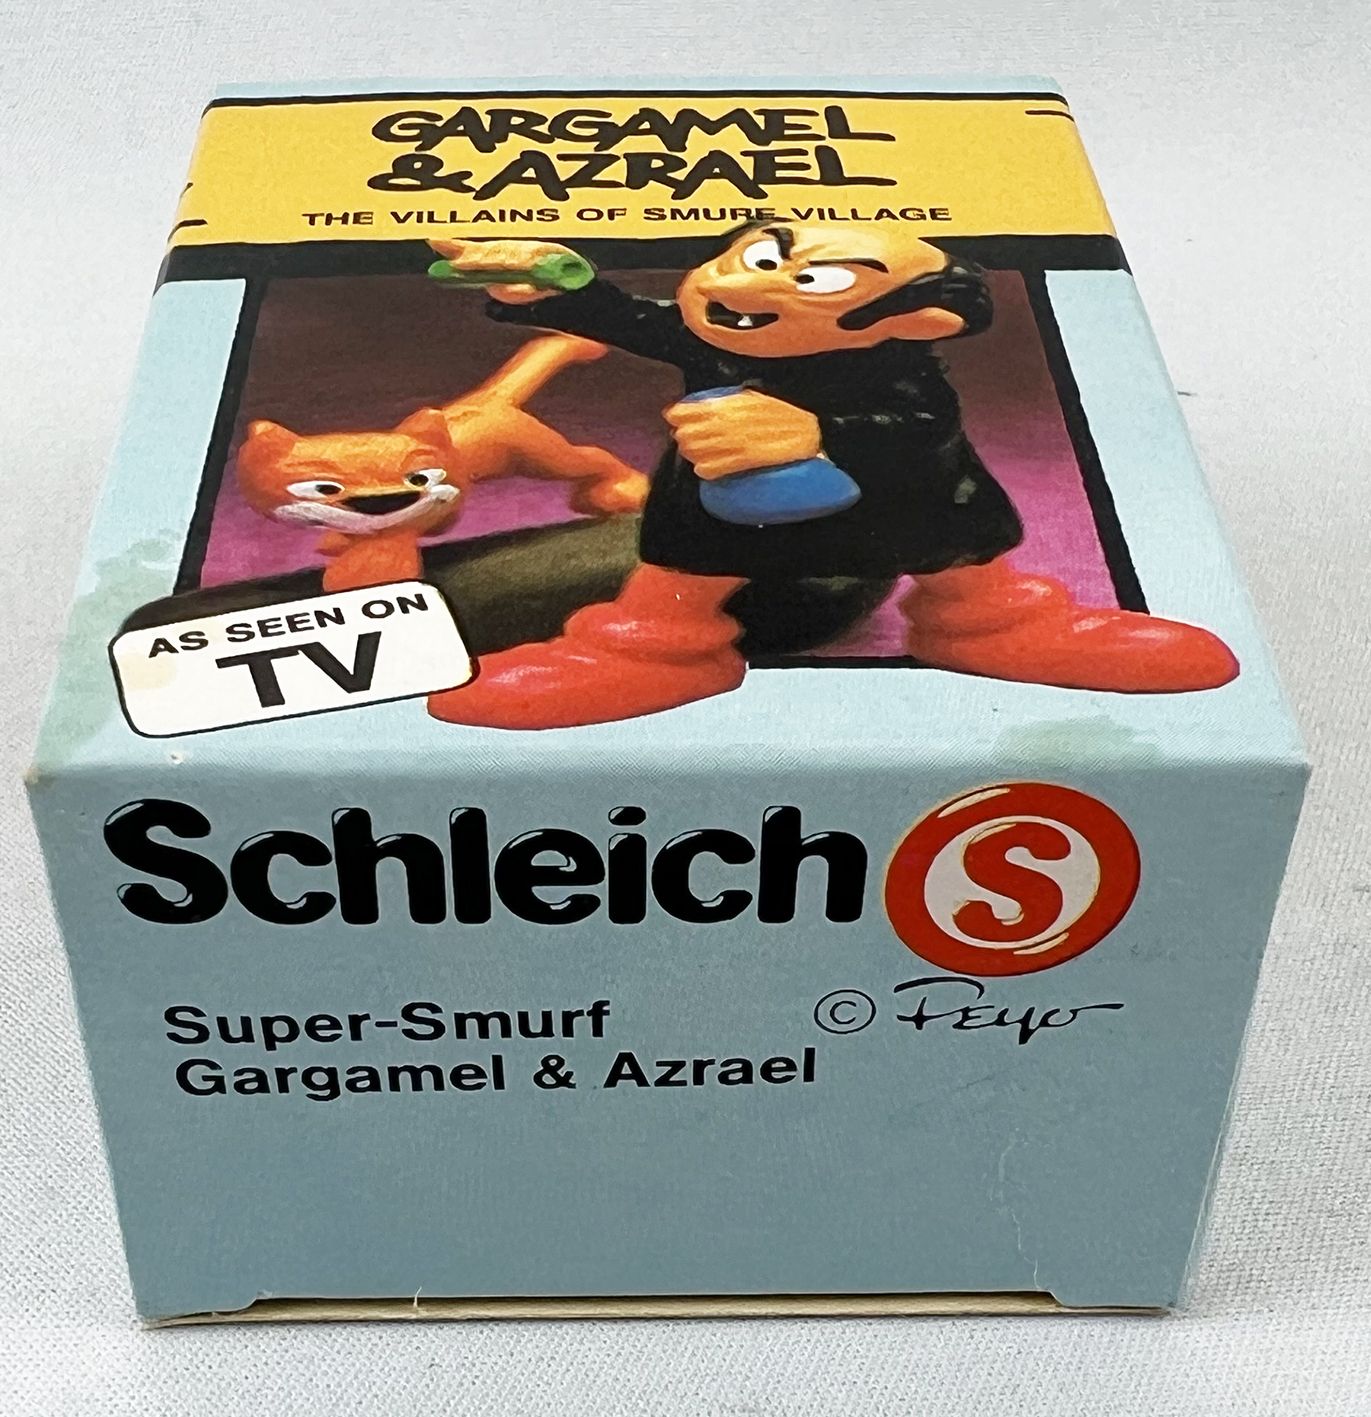 GARGAMEL
& AZRAEL
THE VILLAINS OF SMURF VILLAGE
AS SEEN ON
TV
Schleich S
Super-Smurf
Gargamel & Azrael
© Peyo